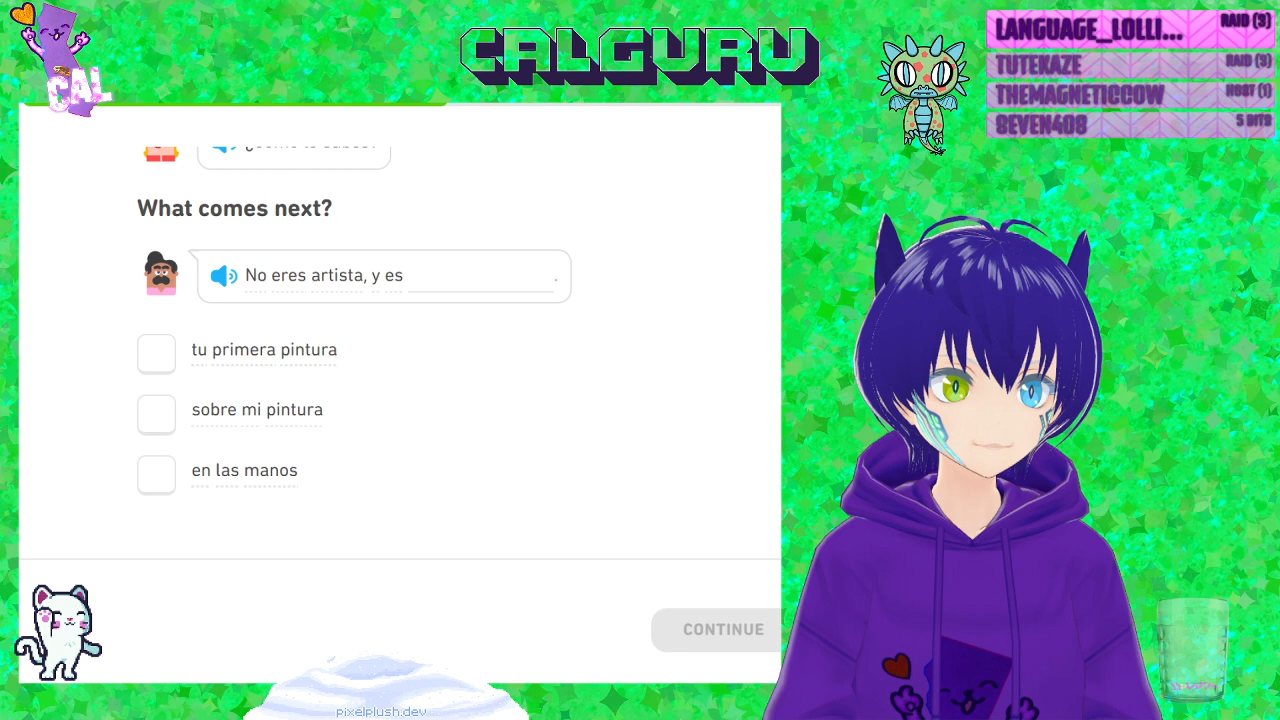 CAL
CALGURU
LANGUAGE_LOLLI... RAID (3)
TUTEKAZE RAID (3)
THEMAGNETICCOW HOST (1)
SEVEN408 5 BITS
What comes next?
No eres artista, y es .
tu primera pintura
sobre mi pintura
en las manos
CONTINUE
pixelplush.dev